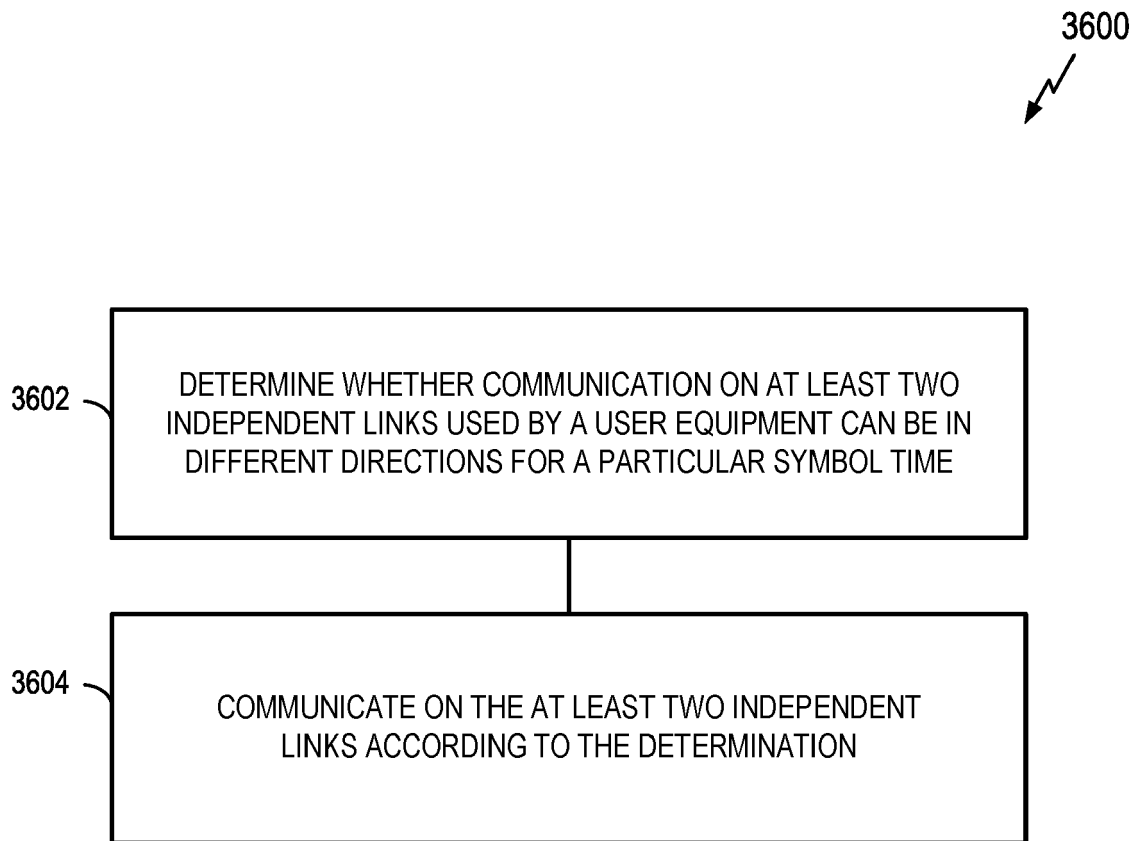 3600
3602
DETERMINE WHETHER COMMUNICATION ON AT LEAST TWO
INDEPENDENT LINKS USED BY A USER EQUIPMENT CAN BE IN
DIFFERENT DIRECTIONS FOR A PARTICULAR SYMBOL TIME
3604
COMMUNICATE ON THE AT LEAST TWO INDEPENDENT
LINKS ACCORDING TO THE DETERMINATION